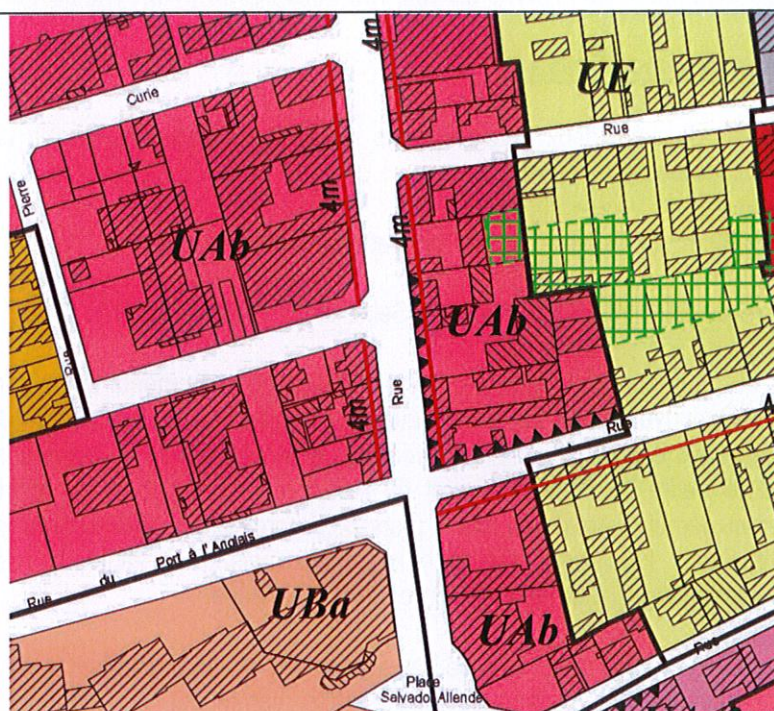 4m
UE
Curie
Rue
Pierre
4m
4m
UAb
UAb
Rue
Rue
4m
Rue
Port à l'Anglais
du
Rue
UBa
UAb
Rue
Place
Salvador Allende